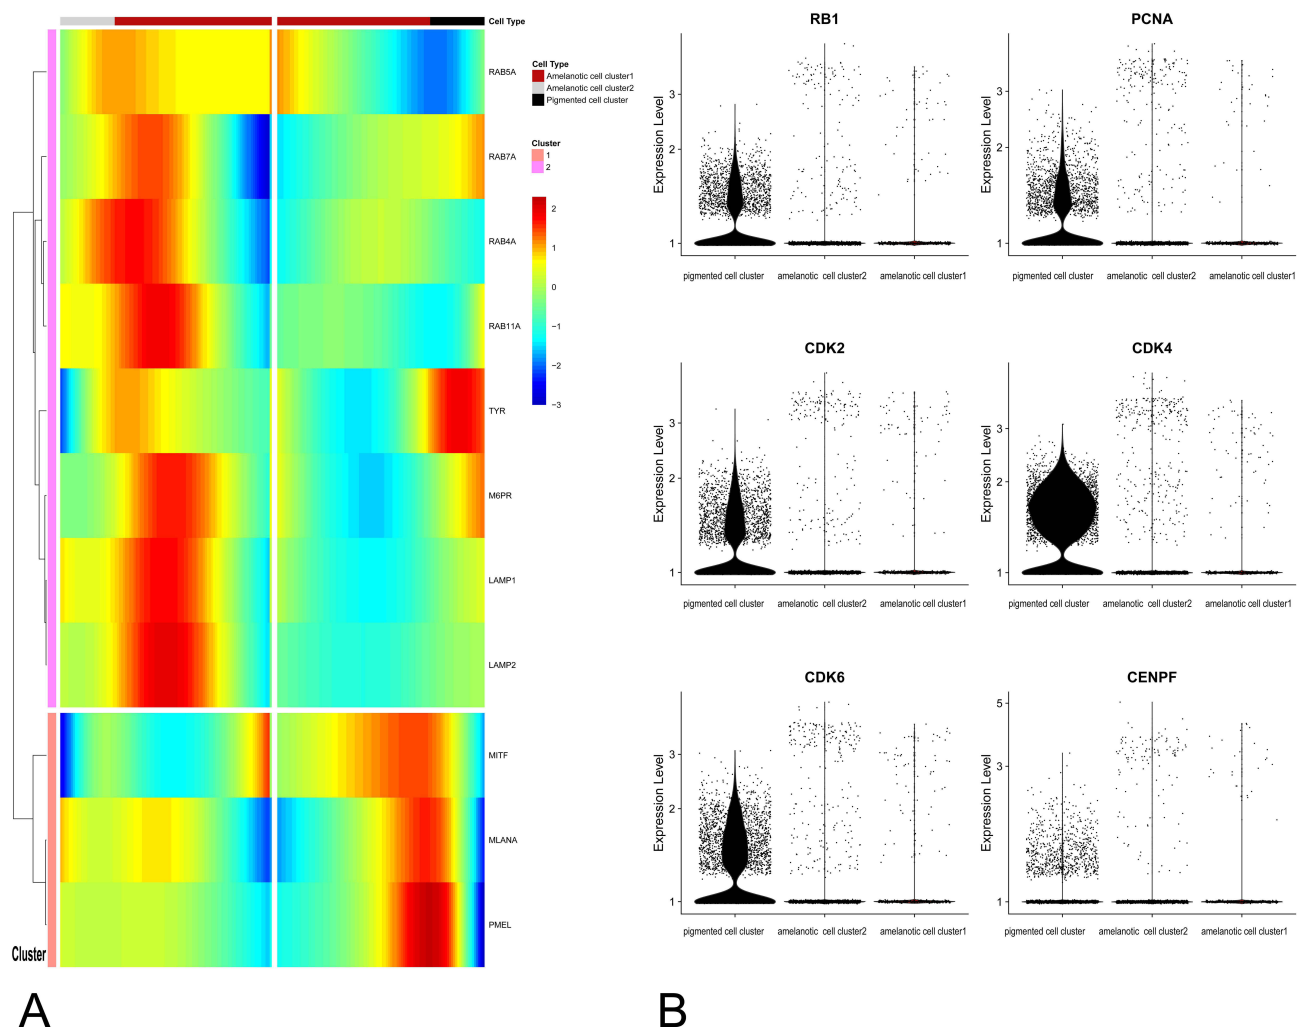 Cell Type
RAB5A
RAB7A
RAB4A
RAB11A
TYR
M6PR
LAMP1
LAMP2
MITF
MLANA
PMEL
Cluster
Cell Type
Amelanotic cell cluster1
Amelanotic cell cluster2
Pigmented cell cluster
Cluster
1
2
2
1
0
−1
−2
−3
A
RB1
Expression Level
3
2
1
pigmented cell cluster
amelanotic cell cluster2
amelanotic cell cluster1
PCNA
Expression Level
3
2
1
pigmented cell cluster
amelanotic cell cluster2
amelanotic cell cluster1
CDK2
Expression Level
3
2
1
pigmented cell cluster
amelanotic cell cluster2
amelanotic cell cluster1
CDK4
Expression Level
3
2
1
pigmented cell cluster
amelanotic cell cluster2
amelanotic cell cluster1
CDK6
Expression Level
3
2
1
pigmented cell cluster
amelanotic cell cluster2
amelanotic cell cluster1
CENPF
Expression Level
5
3
1
pigmented cell cluster
amelanotic cell cluster2
amelanotic cell cluster1
B